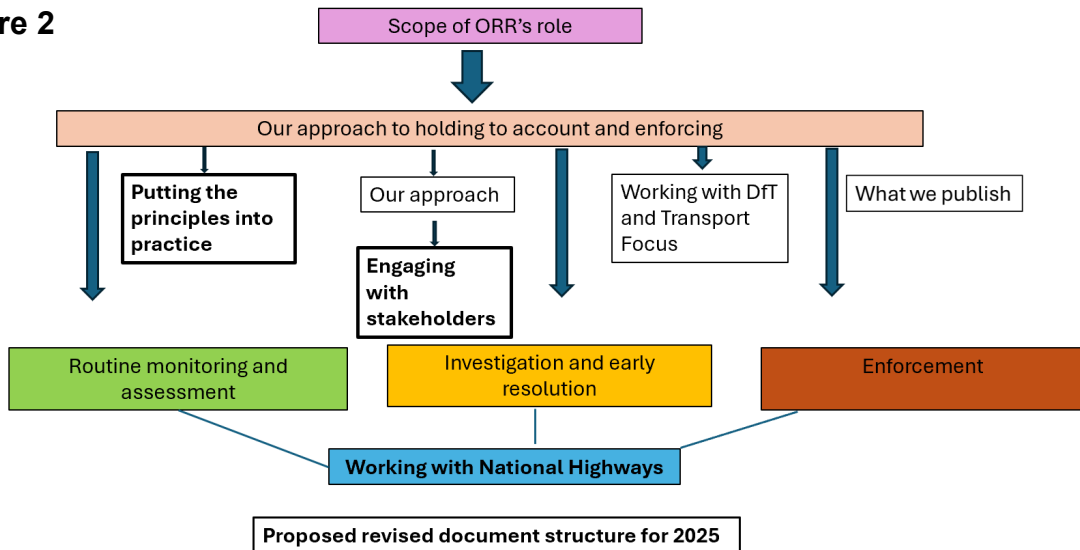 re 2
Scope of ORR's role
Our approach to holding to account and enforcing
Putting the
principles into
practice
Our approach
Working with DfT
and Transport
Focus
What we publish
Engaging
with
stakeholders
Routine monitoring and
assessment
Investigation and early
resolution
Enforcement
Working with National Highways
Proposed revised document structure for 2025